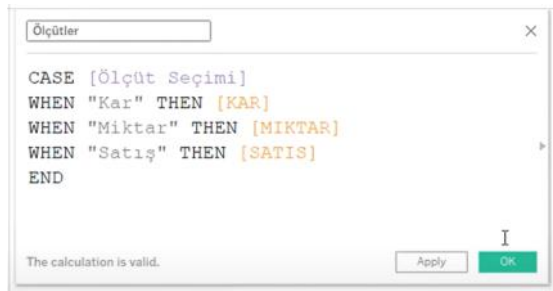 Ölçütler
CASE [Ölçüt Seçimi]
WHEN "Kar" THEN [KAR]
WHEN "Miktar" THEN [MIKTAR]
WHEN "Satış" THEN [SATIS]
END
The calculation is valid.
Apply
OK